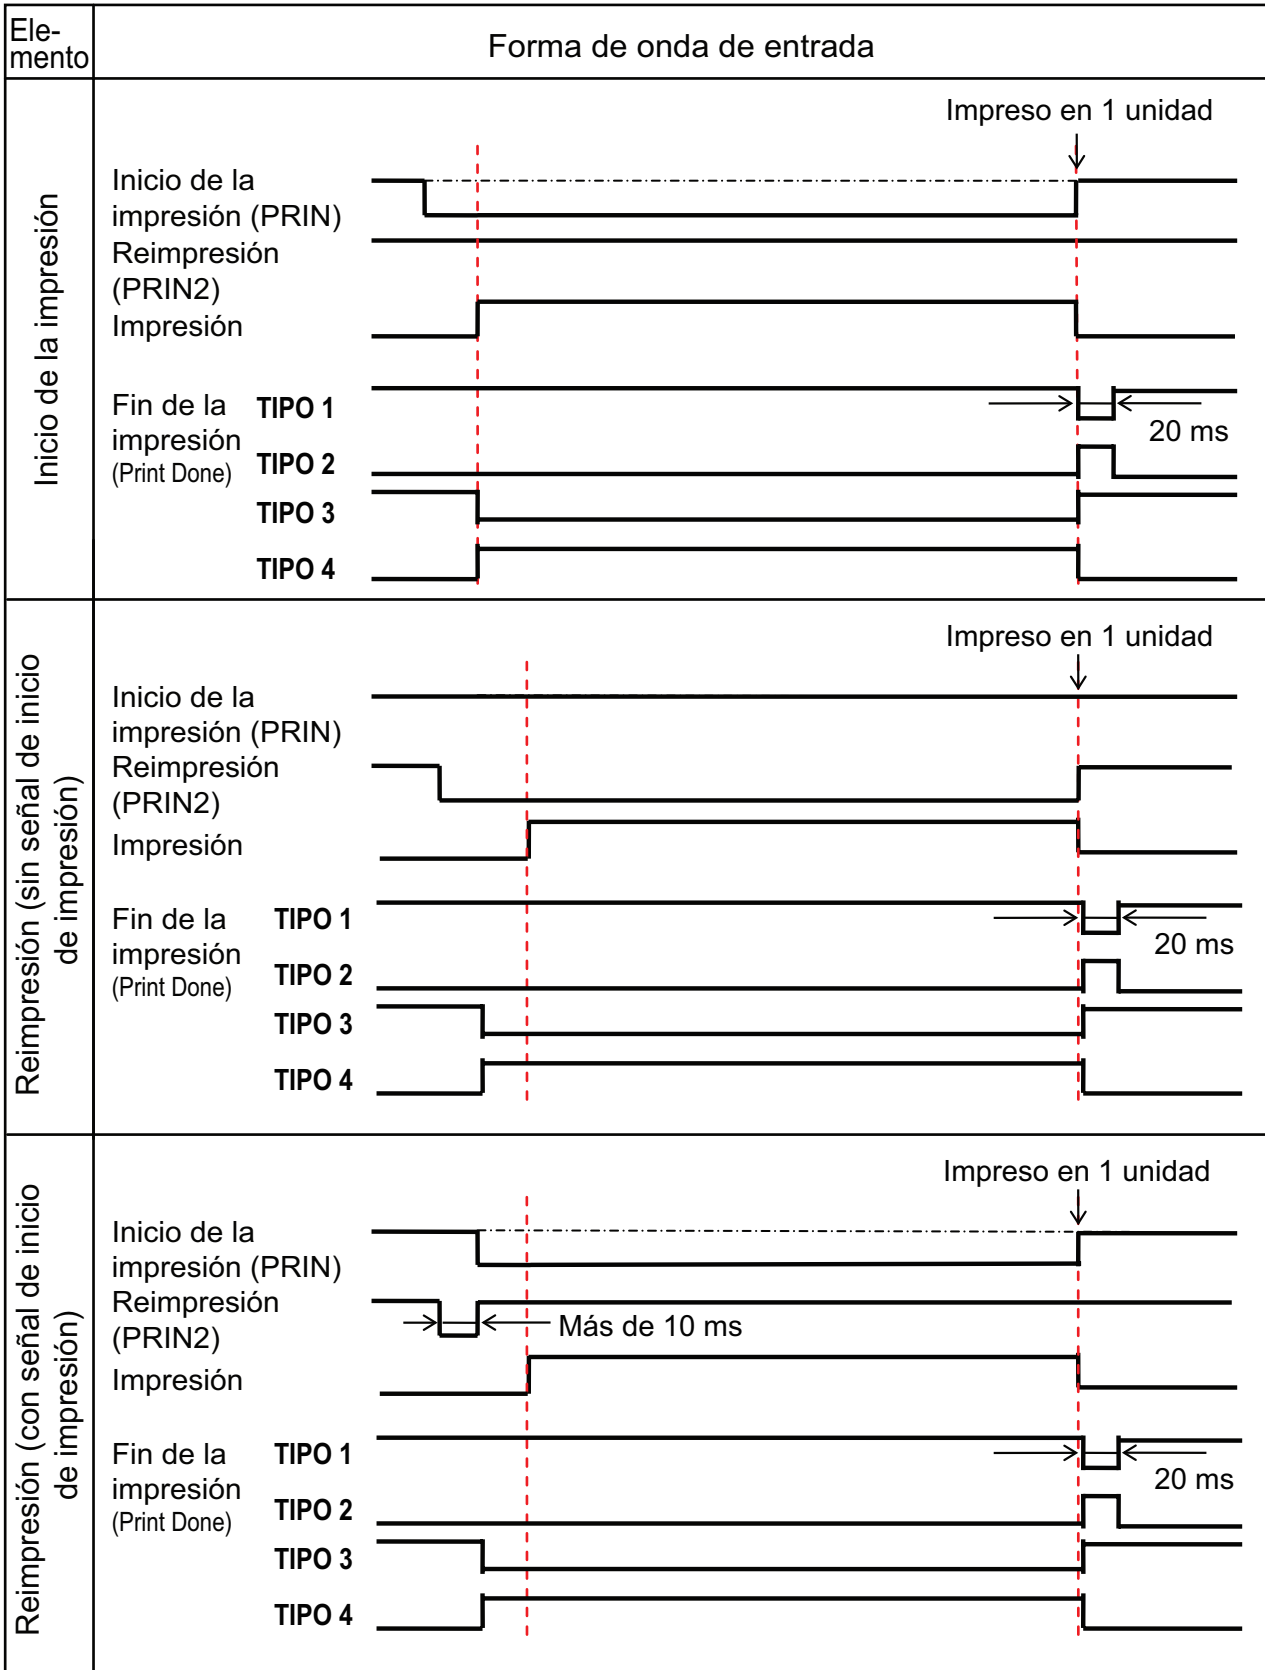 Ele-
mento
Forma de onda de entrada
Inicio de la impresión
Impreso en 1 unidad
Inicio de la
impresión (PRIN)
Reimpresión
(PRIN2)
Impresión
Fin de la
impresión
(Print Done)
TIPO 1
20 ms
TIPO 2
TIPO 3
TIPO 4
Reimpresión (sin señal de inicio
de impresión)
Impreso en 1 unidad
Inicio de la
impresión (PRIN)
Reimpresión
(PRIN2)
Impresión
Fin de la
impresión
(Print Done)
TIPO 1
20 ms
TIPO 2
TIPO 3
TIPO 4
Reimpresión (con señal de inicio
de impresión)
Impreso en 1 unidad
Inicio de la
impresión (PRIN)
Reimpresión
(PRIN2)
Más de 10 ms
Impresión
Fin de la
impresión
(Print Done)
TIPO 1
20 ms
TIPO 2
TIPO 3
TIPO 4